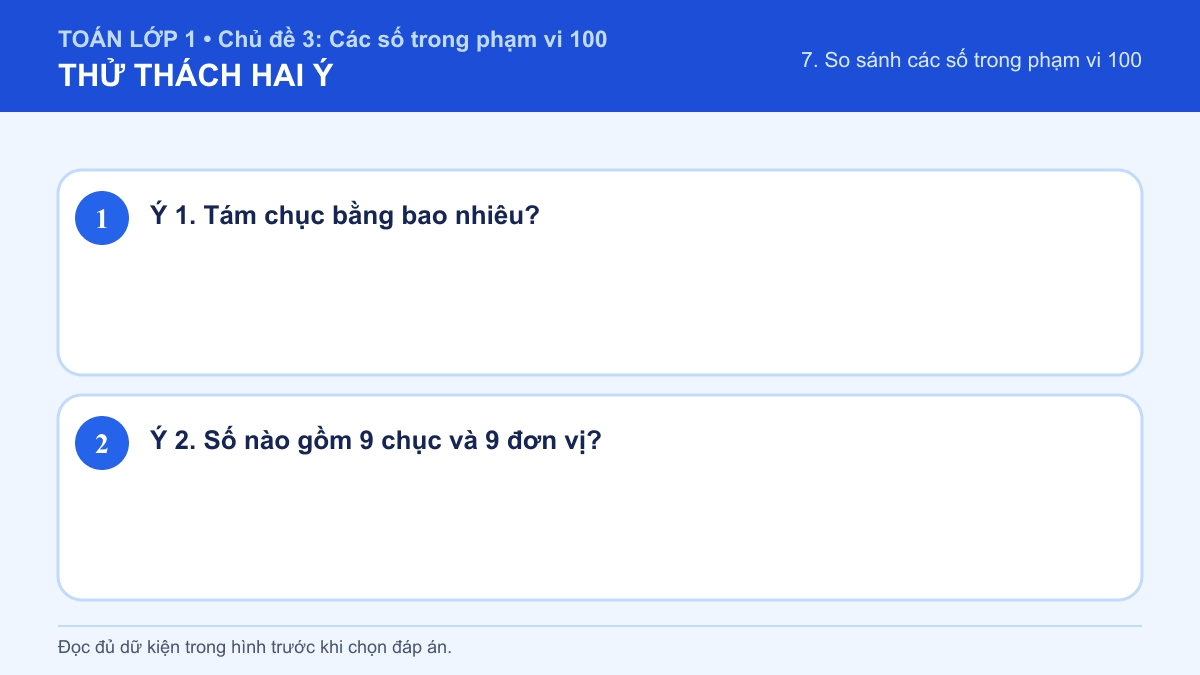 TOÁN LỚP 1 • Chủ đề 3: Các số trong phạm vi 100
THỬ THÁCH HAI Ý
7. So sánh các số trong phạm vi 100
1
Ý 1. Tám chục bằng bao nhiêu?
2
Ý 2. Số nào gồm 9 chục và 9 đơn vị?
Đọc đủ dữ kiện trong hình trước khi chọn đáp án.